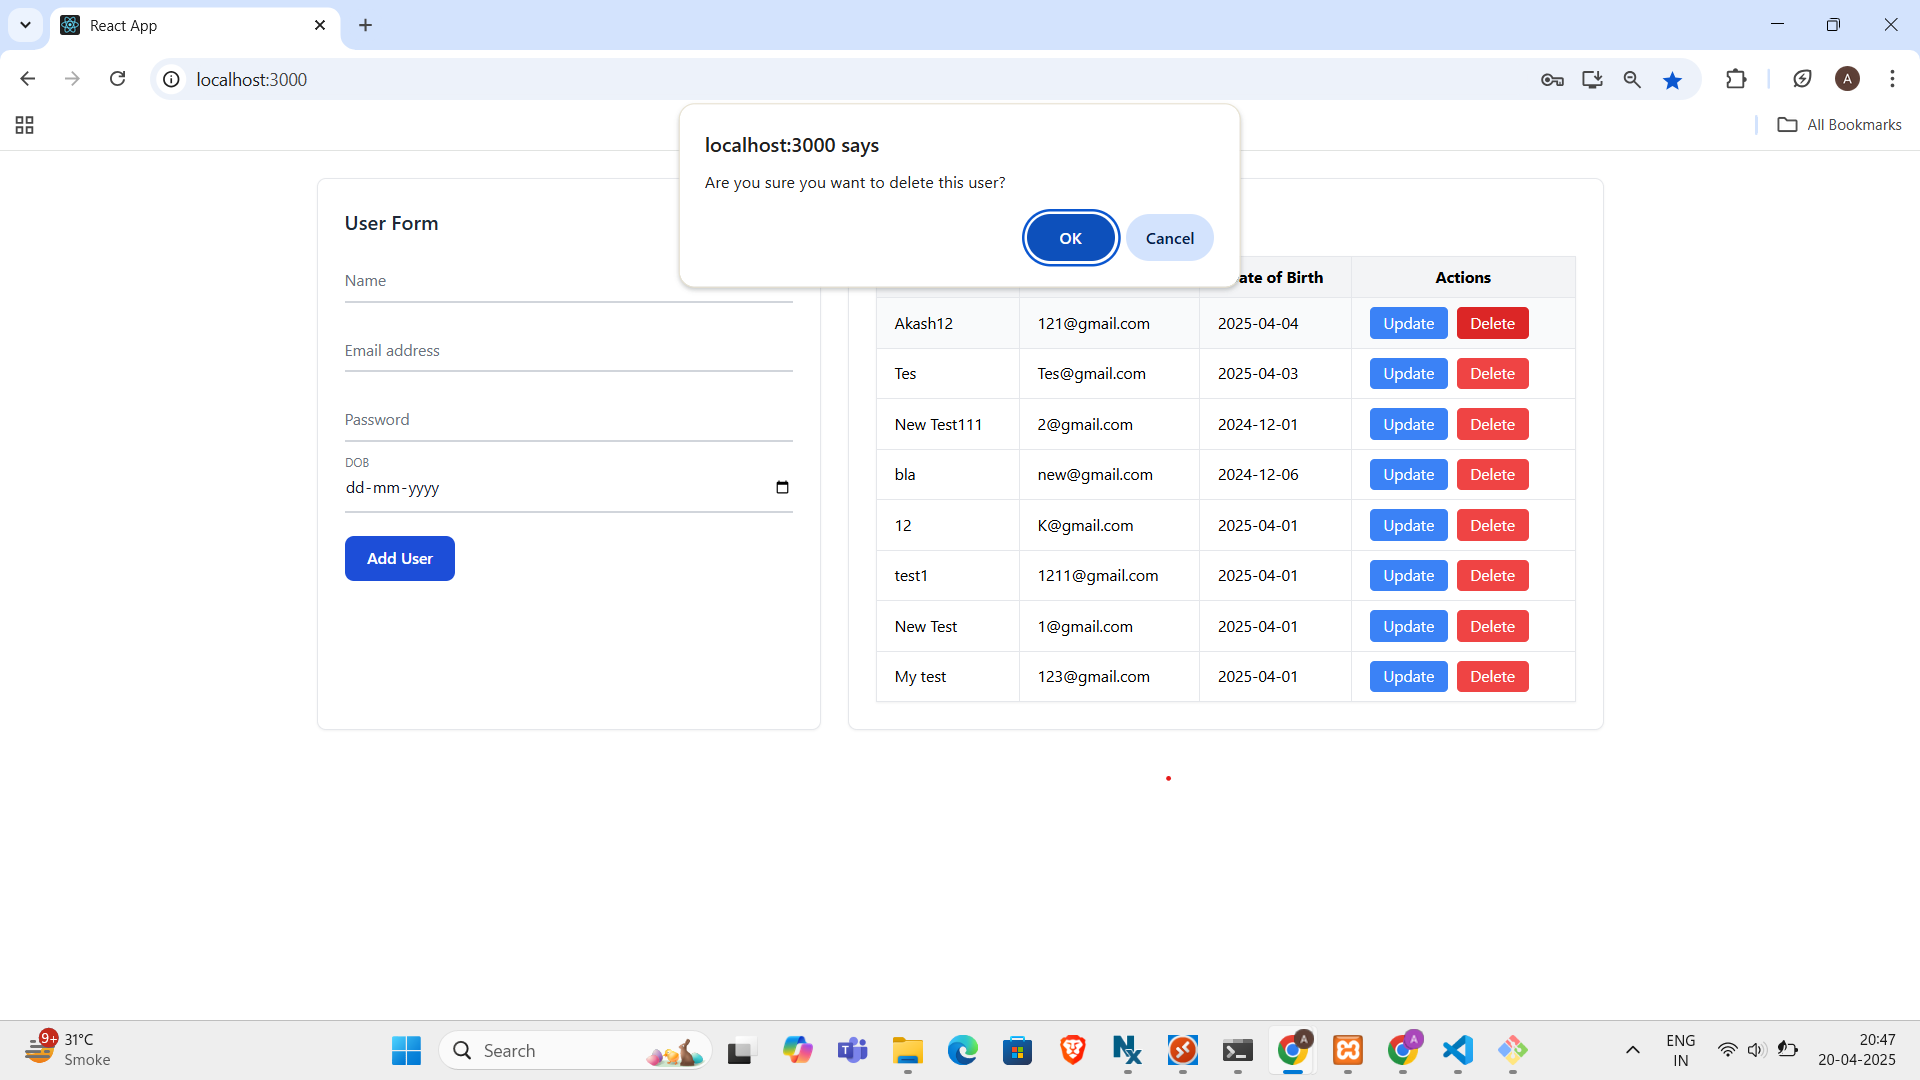 React App
localhost:3000
A
All Bookmarks
localhost:3000 says
Are you sure you want to delete this user?
OK
Cancel
User Form
Name
Email address
Password
DOB
dd-mm-yyyy
Add User
ate of Birth
Actions
Akash12 121@gmail.com 2025-04-04 Update Delete
Tes Tes@gmail.com 2025-04-03 Update Delete
New Test111 2@gmail.com 2024-12-01 Update Delete
bla new@gmail.com 2024-12-06 Update Delete
12 K@gmail.com 2025-04-01 Update Delete
test1 1211@gmail.com 2025-04-01 Update Delete
New Test 1@gmail.com 2025-04-01 Update Delete
My test 123@gmail.com 2025-04-01 Update Delete
9+
31°C
Smoke
Search
A
A
ENG
IN
20:47
20-04-2025